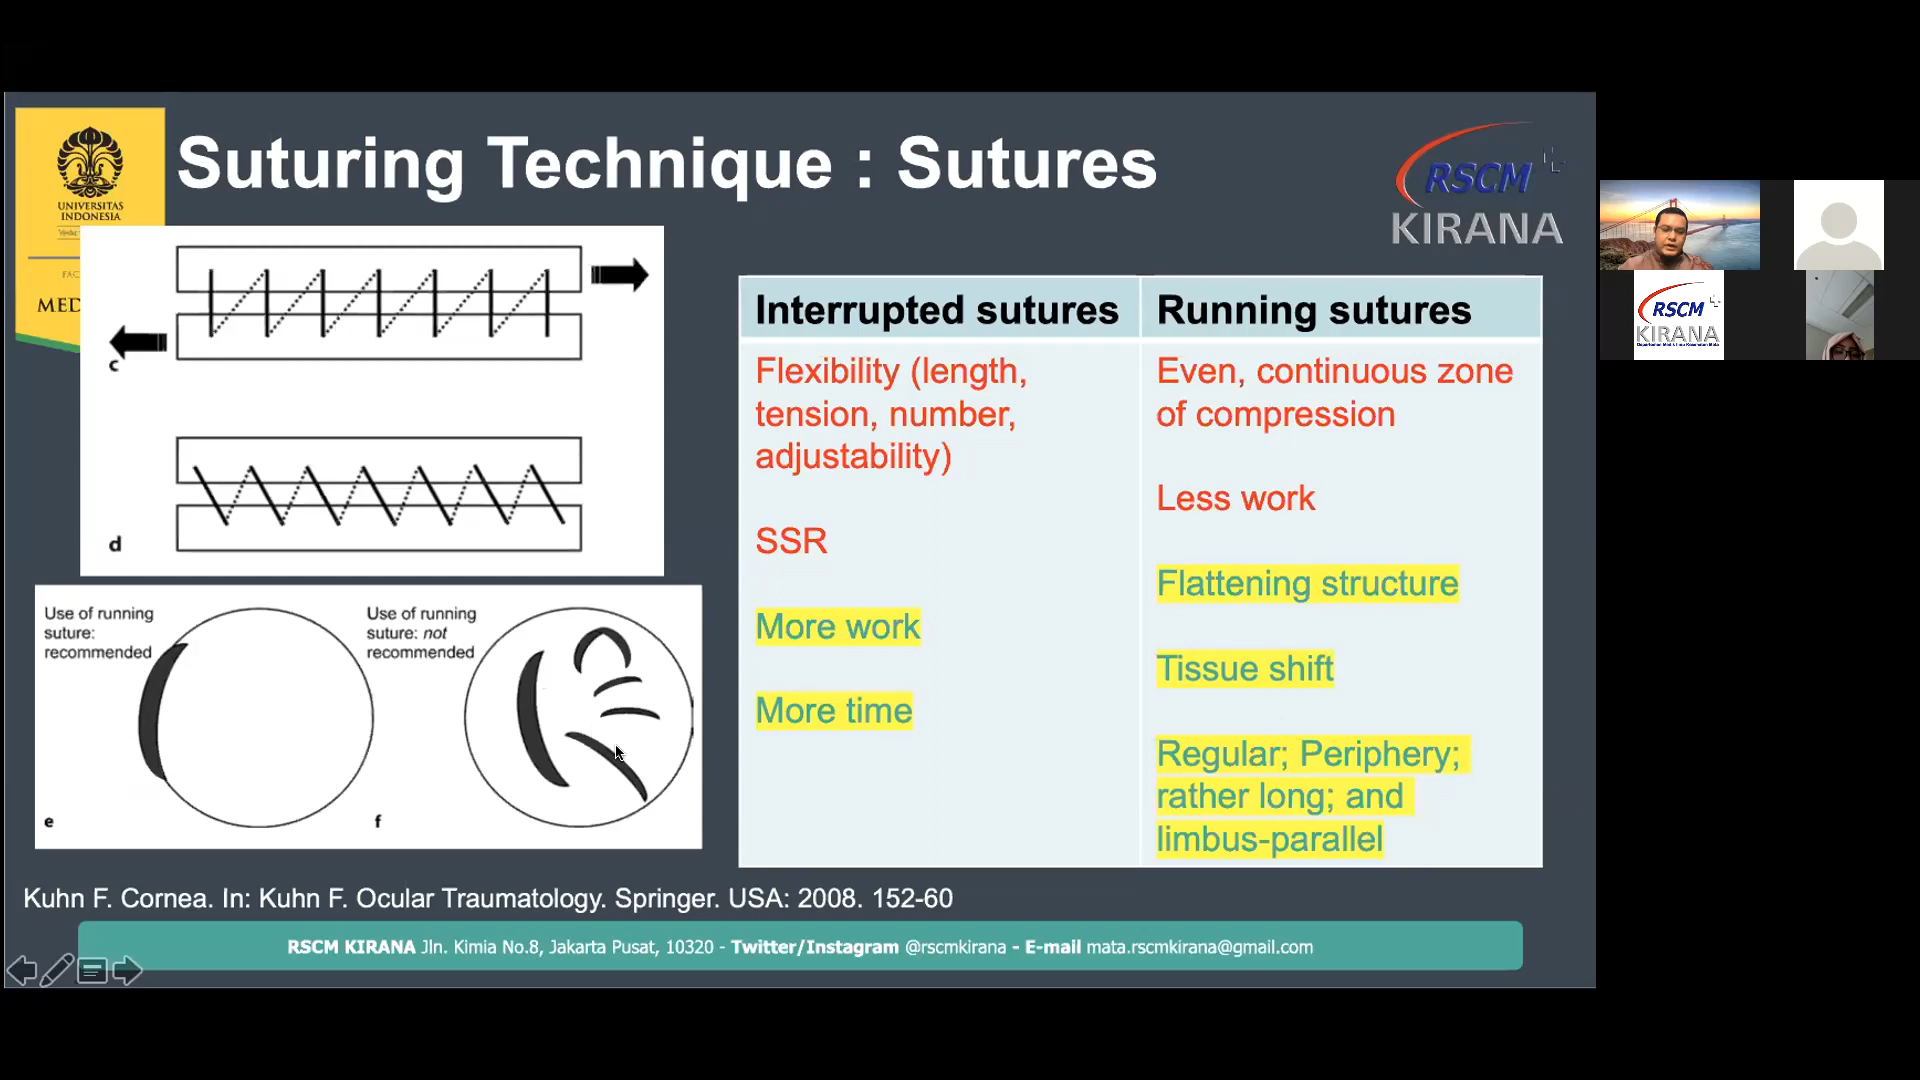 UNIVERSITAS
INDONESIA
MED
Suturing Technique : Sutures
RSCM
KIRANA
c
d
Use of running
suture:
recommended
e
Use of running
suture: not
recommended
f
Interrupted sutures
Flexibility (length,
tension, number,
adjustability)
SSR
More work
More time
Running sutures
Even, continuous zone
of compression
Less work
Flattening structure
Tissue shift
Regular; Periphery;
rather long; and
limbus-parallel
Kuhn F. Cornea. In: Kuhn F. Ocular Traumatology. Springer. USA: 2008. 152-60
RSCM KIRANA Jln. Kimia No.8, Jakarta Pusat, 10320 - Twitter/Instagram @rscmkirana - E-mail mata.rscmkirana@gmail.com
RSCM
KIRANA